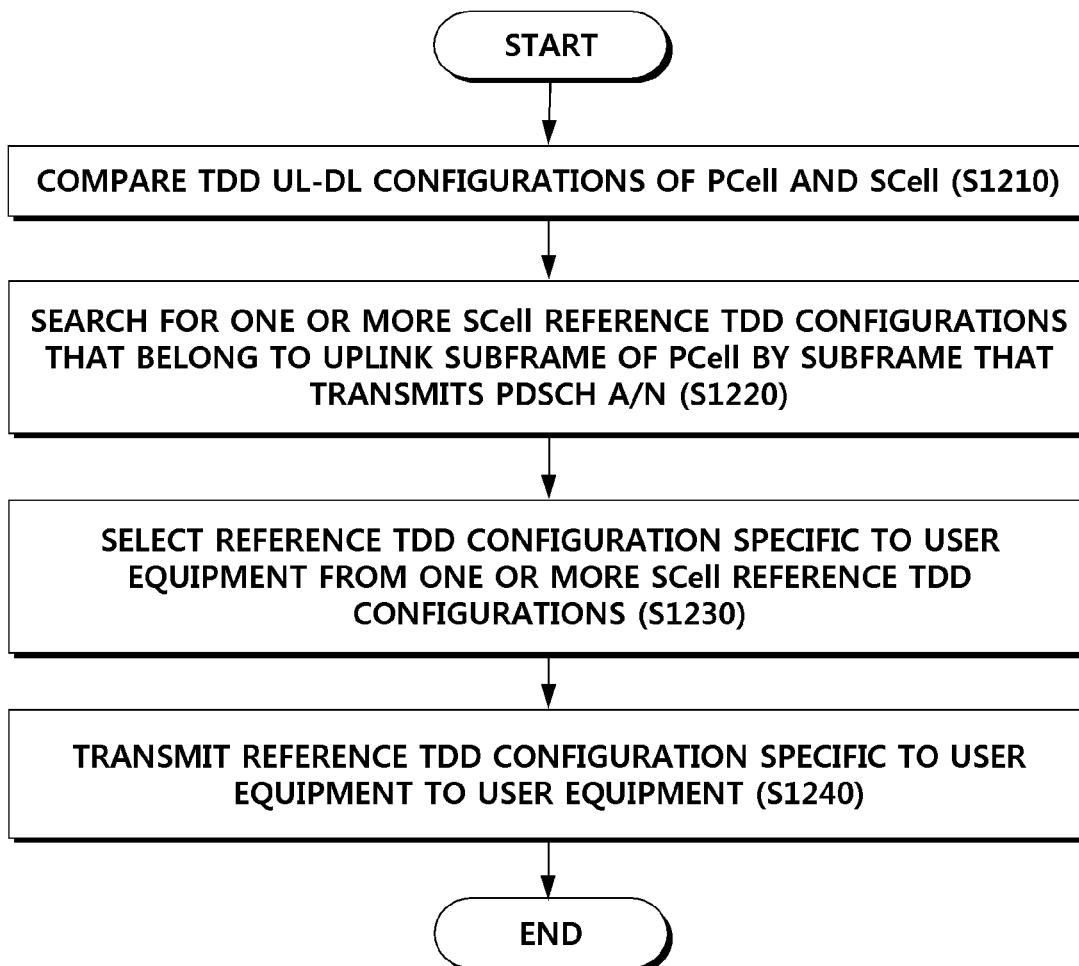 START
COMPARE TDD UL-DL CONFIGURATIONS OF PCell AND SCell (S1210)
SEARCH FOR ONE OR MORE SCell REFERENCE TDD CONFIGURATIONS
THAT BELONG TO UPLINK SUBFRAME OF PCell BY SUBFRAME THAT
TRANSMITS PDSCH A/N (S1220)
SELECT REFERENCE TDD CONFIGURATION SPECIFIC TO USER
EQUIPMENT FROM ONE OR MORE SCell REFERENCE TDD
CONFIGURATIONS (S1230)
TRANSMIT REFERENCE TDD CONFIGURATION SPECIFIC TO USER
EQUIPMENT TO USER EQUIPMENT (S1240)
END